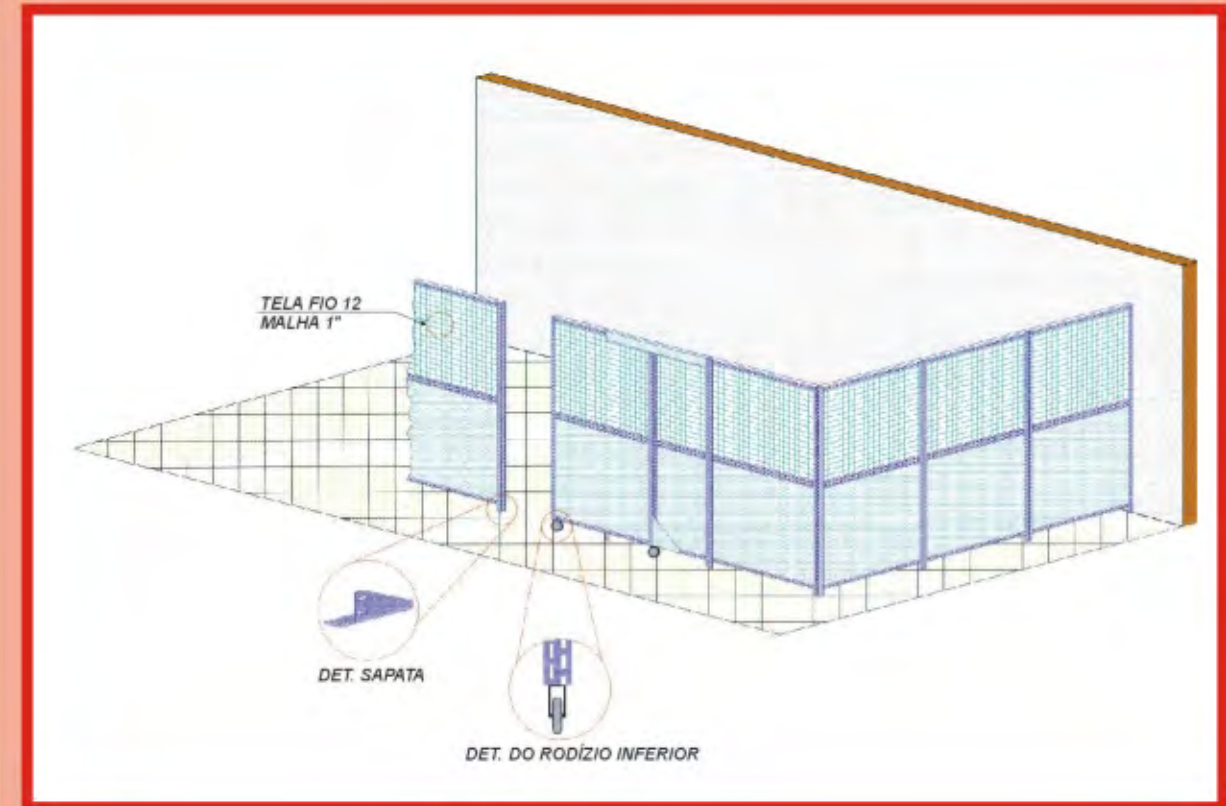 TELA FIO 12
MALHA 1"
DET. SAPATA
DET. DO RODÍZIO INFERIOR